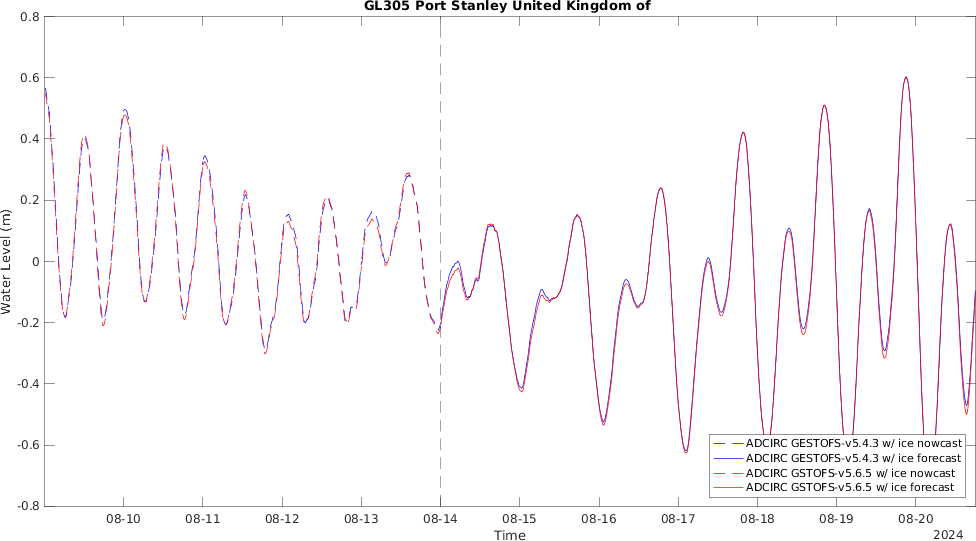 GL305 Port Stanley United Kingdom of
Water Level (m)
0.8
0.6
0.4
0.2
0
-0.2
-0.4
-0.6
-0.8
ADCIRC GESTOFS-v5.4.3 w/ ice nowcast
ADCIRC GESTOFS-v5.4.3 w/ ice forecast
ADCIRC GSTOFS-v5.6.5 w/ ice nowcast
ADCIRC GSTOFS-v5.6.5 w/ ice forecast
08-10 08-11 08-12 08-13 08-14 08-15 08-16 08-17 08-18 08-19 08-20
Time
2024